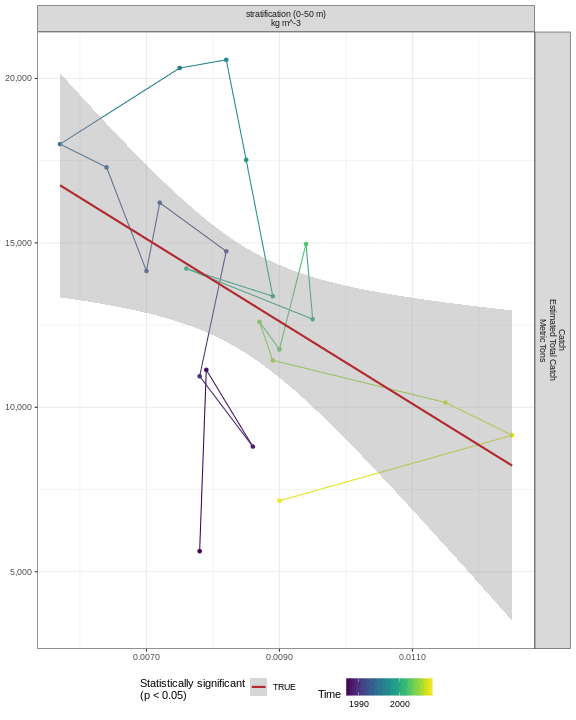 stratification (0-50 m)
kg m^-3
20,000
15,000
10,000
5,000
Catch
Estimated Total Catch
Metric Tons
0.0070
0.0090
0.0110
Statistically significant
(p < 0.05)
TRUE
Time
1990
2000